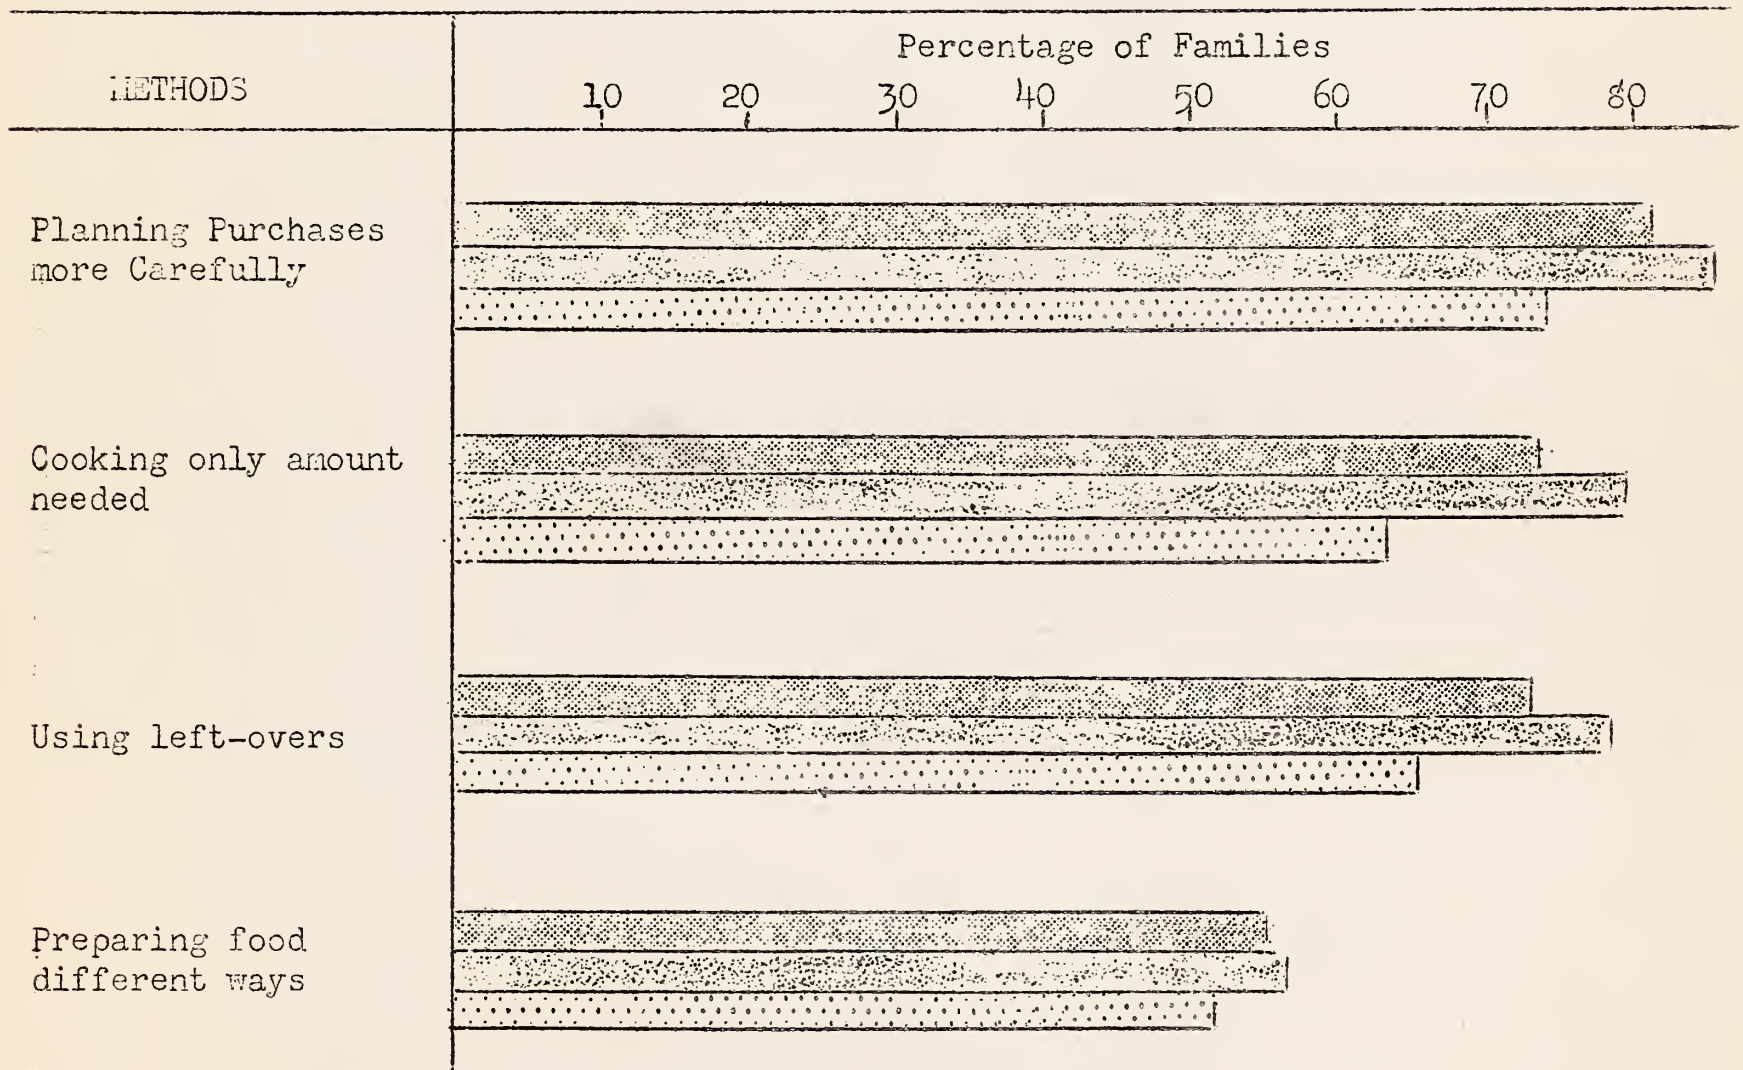 Percentage of Families
METHODS
10 20 30 40 50 60 70 80
Planning Purchases
more Carefully
Cooking only amount
needed
Using left-overs
Preparing food
different ways